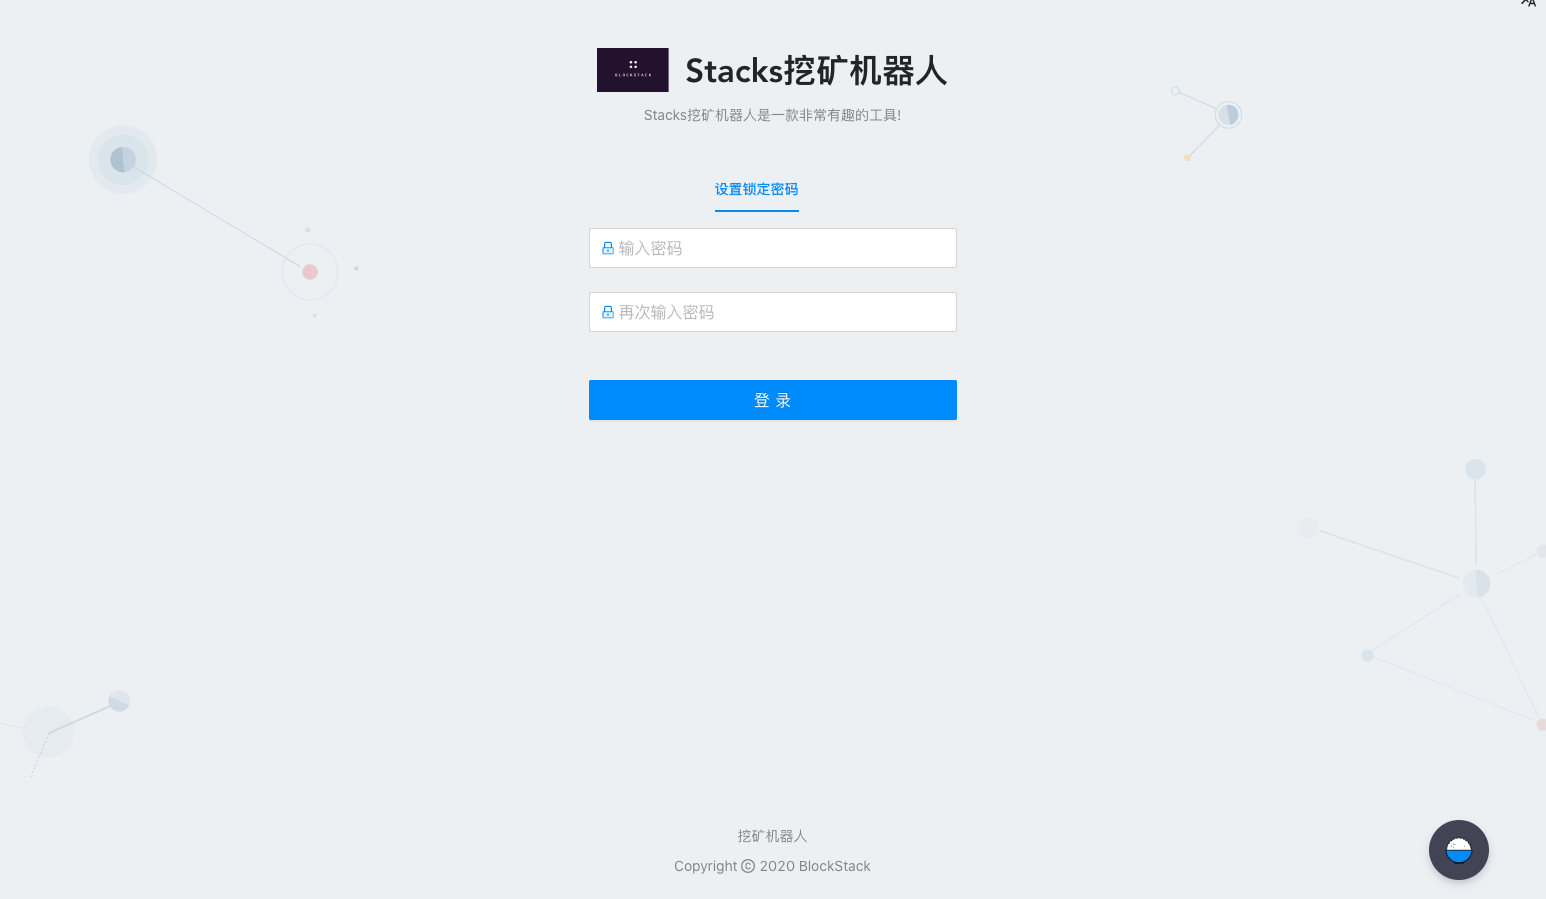 BLOCKSTACK
Stacks挖矿机器人
Stacks挖矿机器人是一款非常有趣的工具!
设置锁定密码
输入密码
再次输入密码
登 录
挖矿机器人
Copyright © 2020 BlockStack